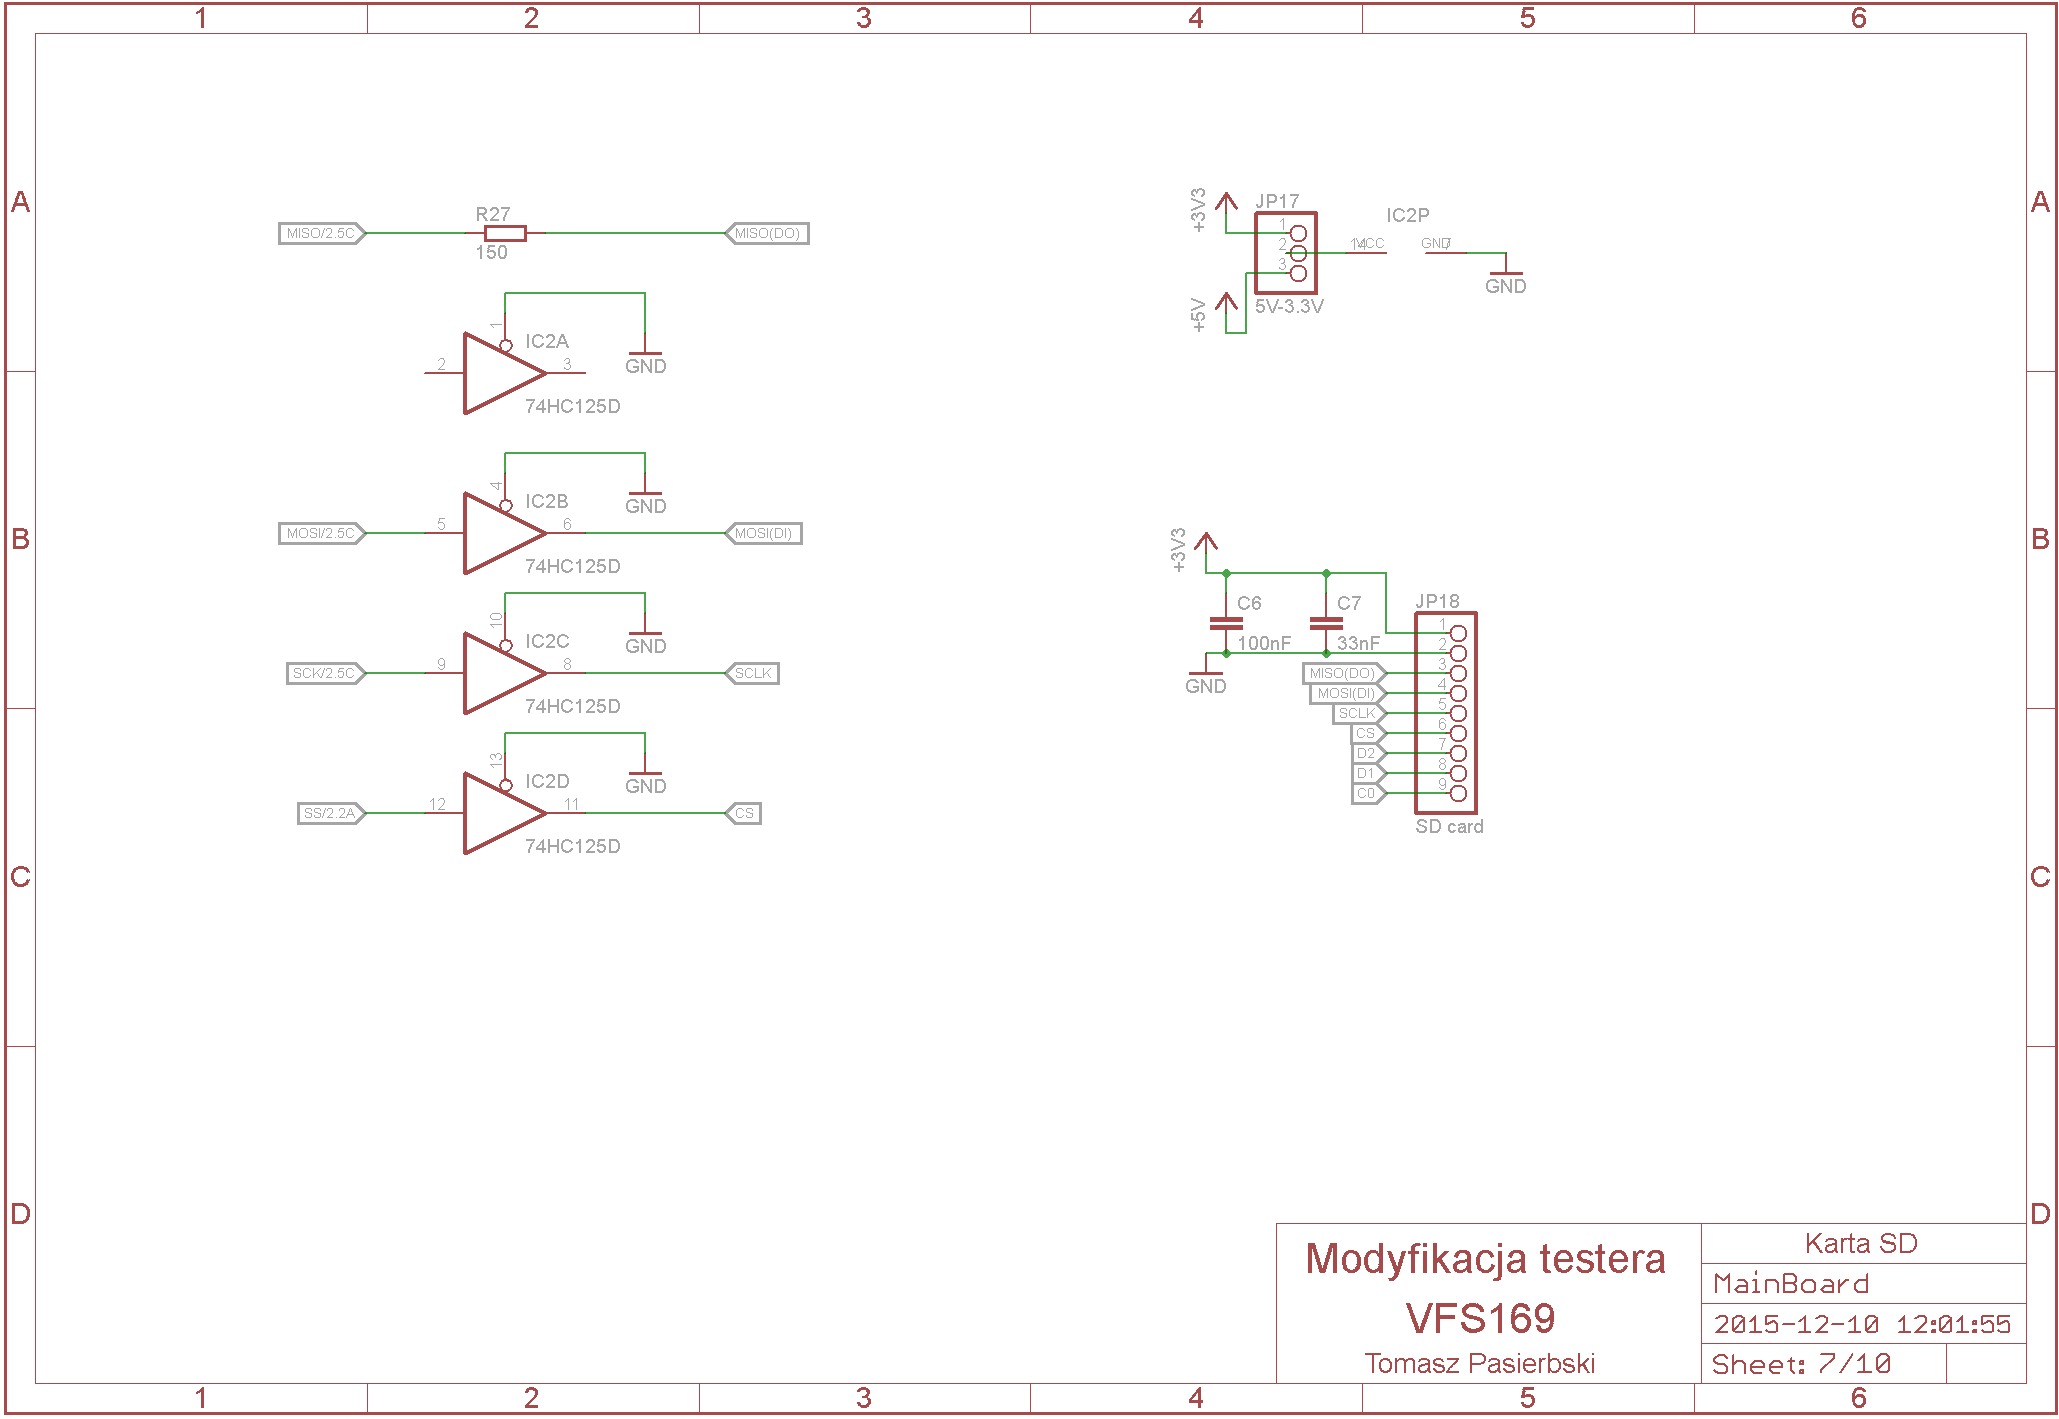 1 2 3 4 5 6
A A
R27
MISO/2.5C MISO(DO)
150
1 IC2A
2 3
GND
74HC125D
+3V3 JP17
1
2
3
IC2P
14 VCC GND 7
GND
+5V 5V-3.3V
B B
4 IC2B
GND
MOSI/2.5C 5 6 MOSI(DI)
74HC125D
10 IC2C
GND
SCK/2.5C 9 8 SCLK
74HC125D
13 IC2D
GND
SS/2.2A 12 11 CS
74HC125D
+3V3
C6 C7 JP18
100nF 33nF
GND
1
2
MISO(DO) 3
MOSI(DI) 4
SCLK 5
CS 6
D2 7
D1 8
C0 9
SD card
C C
D D
Modyfikacja testera
VFS169
Tomasz Pasierbski
Karta SD
MainBoard
2015-12-10 12:01:55
Sheet: 7/10
1 2 3 4 5 6